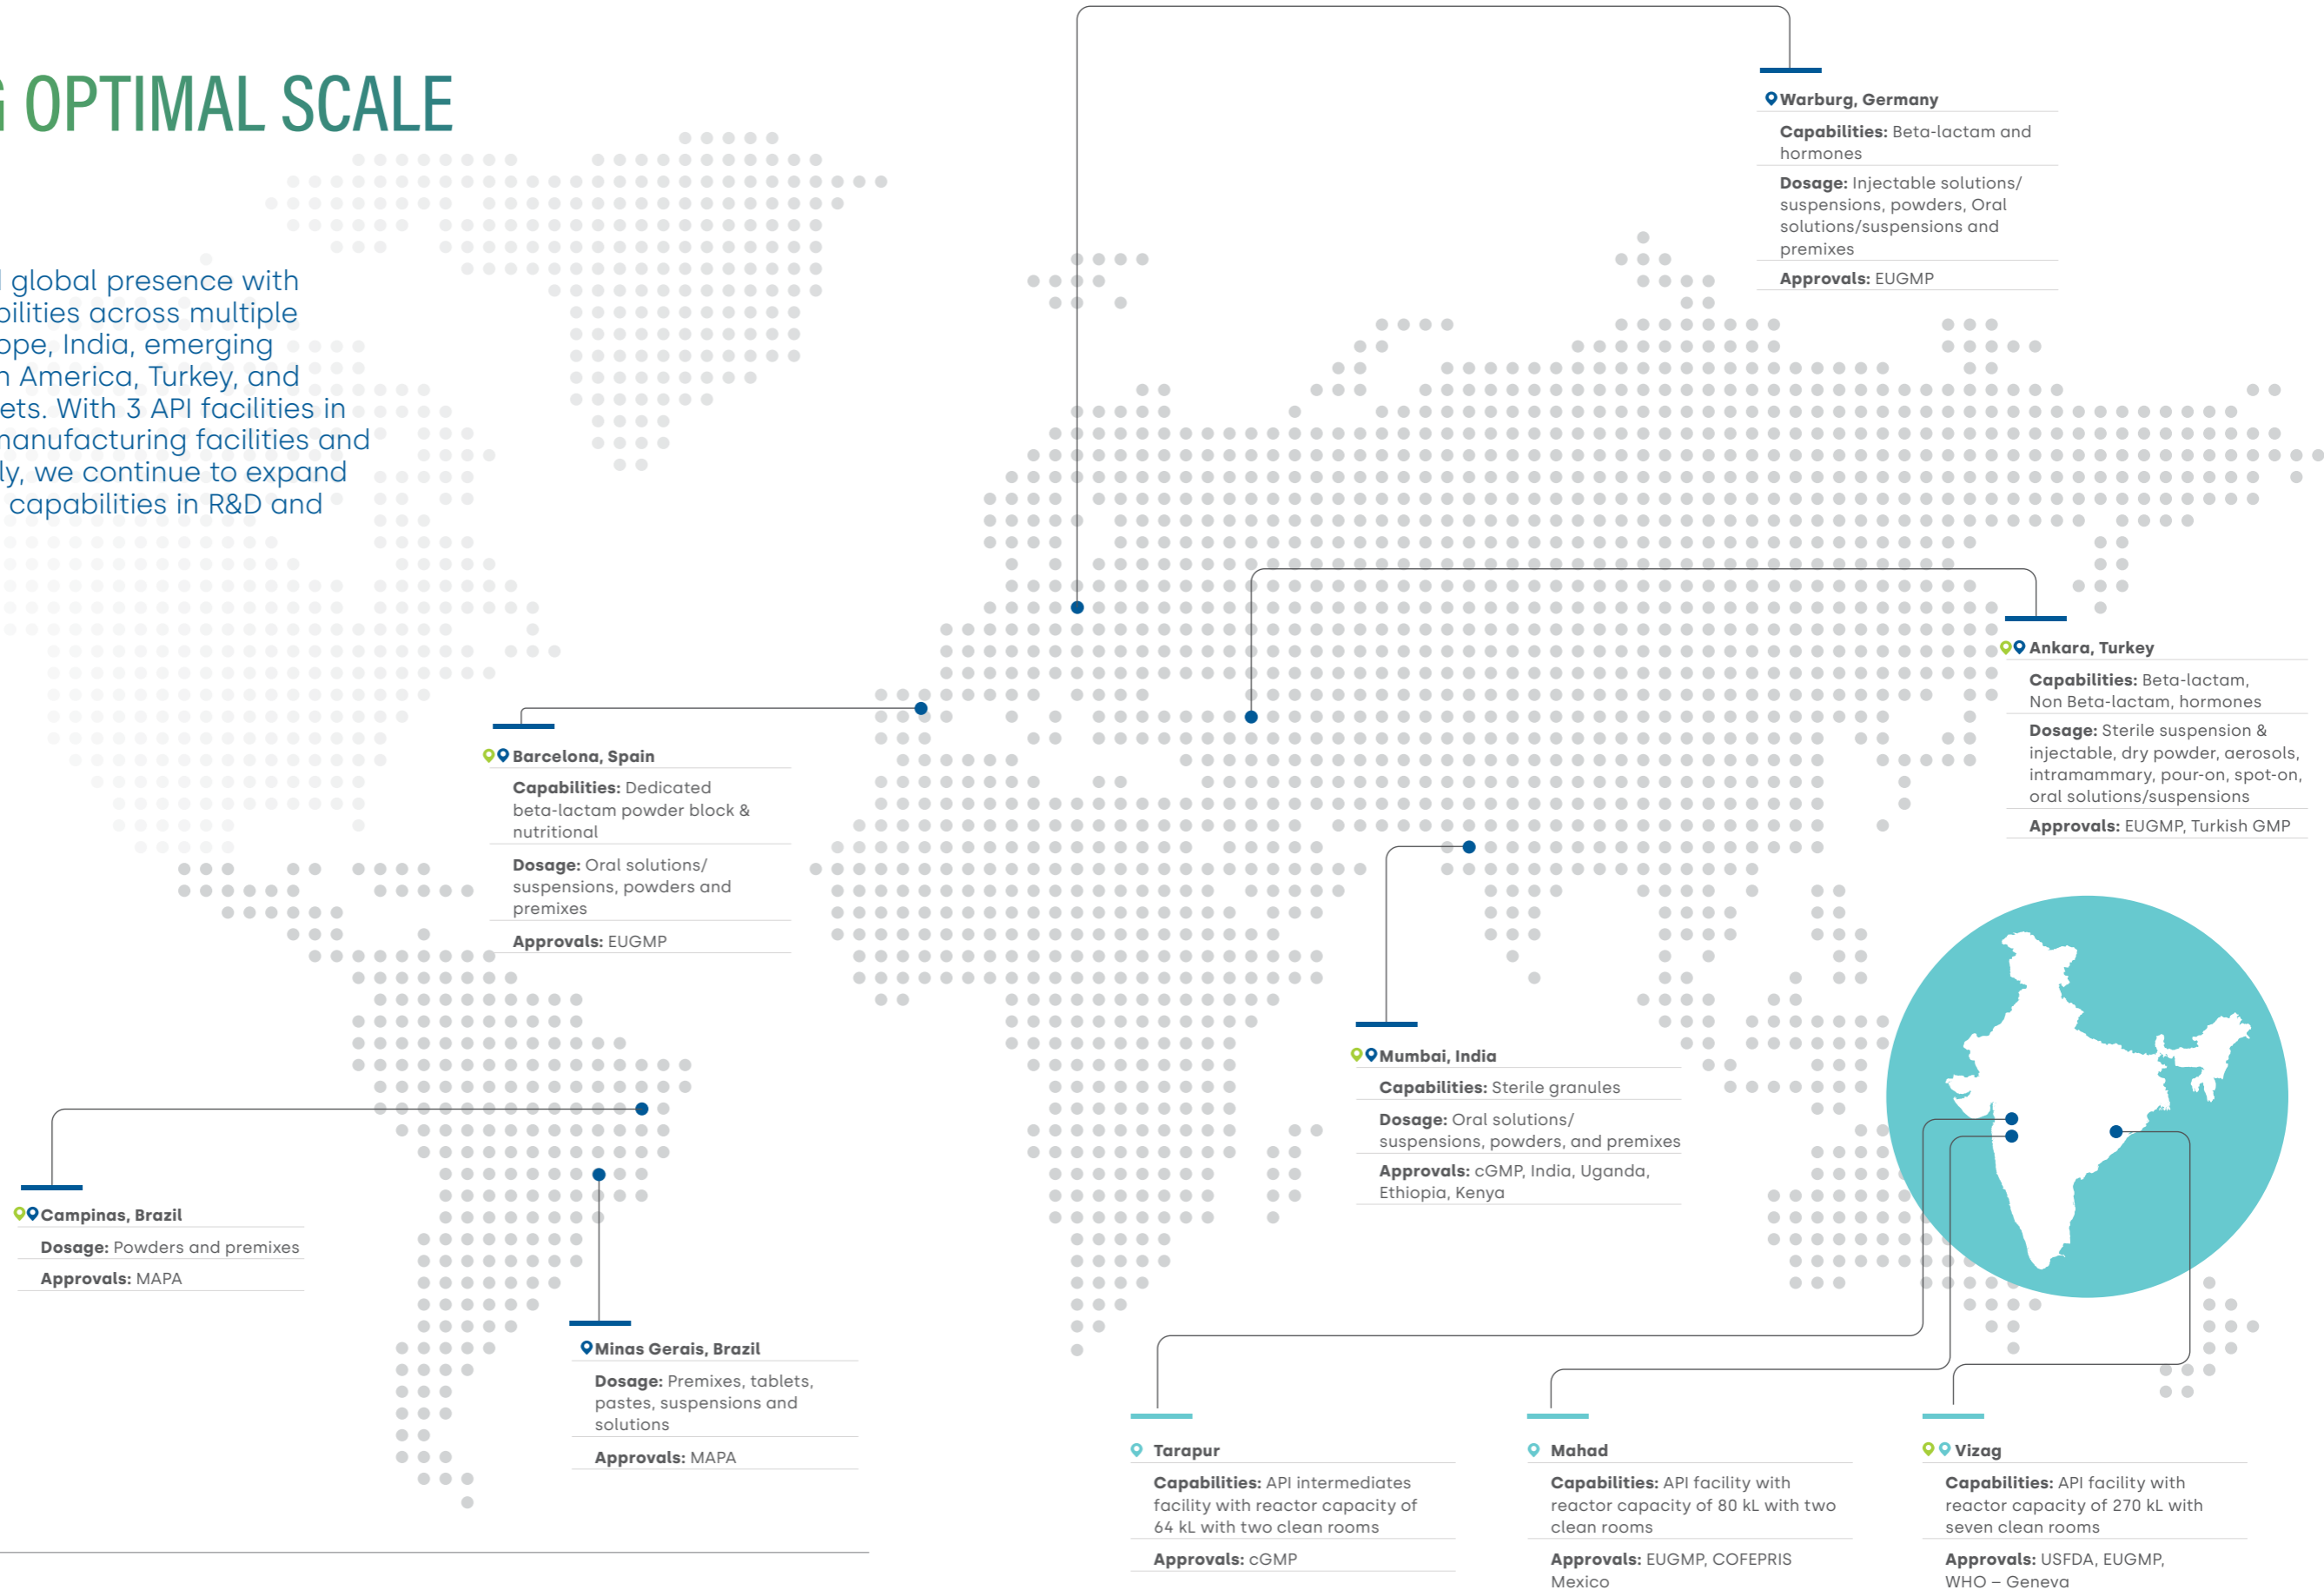 OPTIMAL SCALE
global presence with
across multiple
India, emerging
America, Turkey, and
With 3 API facilities in
manufacturing facilities and
we continue to expand
capabilities in R&D and
Warburg, Germany
Capabilities: Beta-lactam and
hormones
Dosage: Injectable solutions/
suspensions, powders, Oral
solutions/suspensions and
premixes
Approvals: EUGMP
Ankara, Turkey
Capabilities: Beta-lactam,
Non Beta-lactam, hormones
Dosage: Sterile suspension &
injectable, dry powder, aerosols,
intramammary, pour-on, spot-on,
oral solutions/suspensions
Approvals: EUGMP, Turkish GMP
Barcelona, Spain
Capabilities: Dedicated
beta-lactam powder block &
nutritional
Dosage: Oral solutions/
suspensions, powders and
premixes
Approvals: EUGMP
Mumbai, India
Capabilities: Sterile granules
Dosage: Oral solutions/
suspensions, powders, and premixes
Approvals: cGMP, India, Uganda,
Ethiopia, Kenya
Campinas, Brazil
Dosage: Powders and premixes
Approvals: MAPA
Minas Gerais, Brazil
Dosage: Premixes, tablets,
pastes, suspensions and
solutions
Approvals: MAPA
Tarapur
Capabilities: API intermediates
facility with reactor capacity of
64 kL with two clean rooms
Approvals: cGMP
Mahad
Capabilities: API facility with
reactor capacity of 80 kL with two
clean rooms
Approvals: EUGMP, COFEPRIS
Mexico
Vizag
Capabilities: API facility with
reactor capacity of 270 kL with
seven clean rooms
Approvals: USFDA, EUGMP,
WHO – Geneva